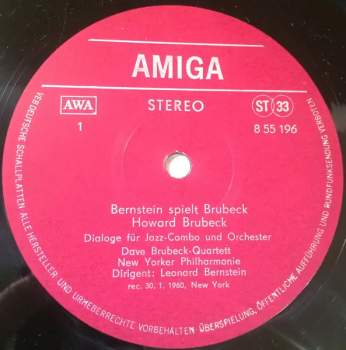 AMIGA
AWA
STEREO
ST 33
1
8 55 196
Bernstein spielt Brubeck
Howard Brubeck
Dialoge für Jazz-Combo und Orchester
Dave Brubeck-Quartett
New Yorker Philharmonie
Dirigent: Leonard Bernstein
rec. 30. 1. 1960, New York
VEB DEUTSCHE SCHALLPLATTEN ALLE HERSTELLER- UND URHEBERRECHTE VORBEHALTEN · ÜBERSPIELUNG, ÖFFENTLICHE AUFFÜHRUNG UND RUNDFUNKSENDUNG VERBOTEN